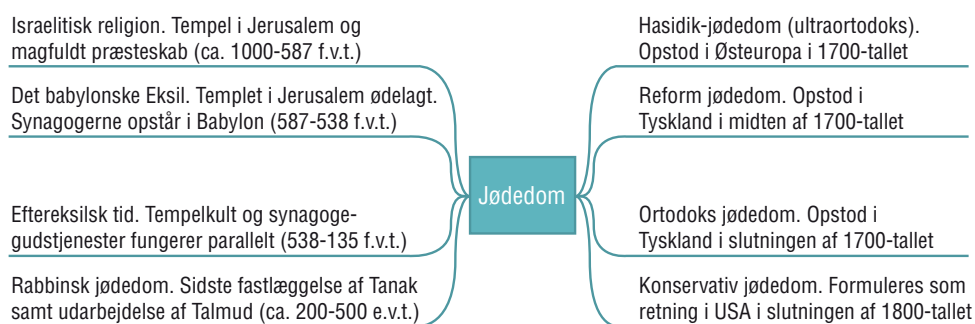 Israelitisk religion. Tempel i Jerusalem og
magfuldt præsteskab (ca. 1000-587 f.v.t.)
Det babylonske Eksil. Templet i Jerusalem ødelagt.
Synagogerne opstår i Babylon (587-538 f.v.t.)
Eftereksilsk tid. Tempelkult og synagoge-
gudstjenester fungerer parallelt (538-135 f.v.t.)
Rabbinsk jødedom. Sidste fastlæggelse af Tanak
samt udarbejdelse af Talmud (ca. 200-500 e.v.t.)
Jødedom
Hasidik-jødedom (ultraortodoks).
Opstod i Østeuropa i 1700-tallet
Reform jødedom. Opstod i
Tyskland i midten af 1700-tallet
Ortodoks jødedom. Opstod i
Tyskland i slutningen af 1700-tallet
Konservativ jødedom. Formuleres som
retning i USA i slutningen af 1800-tallet